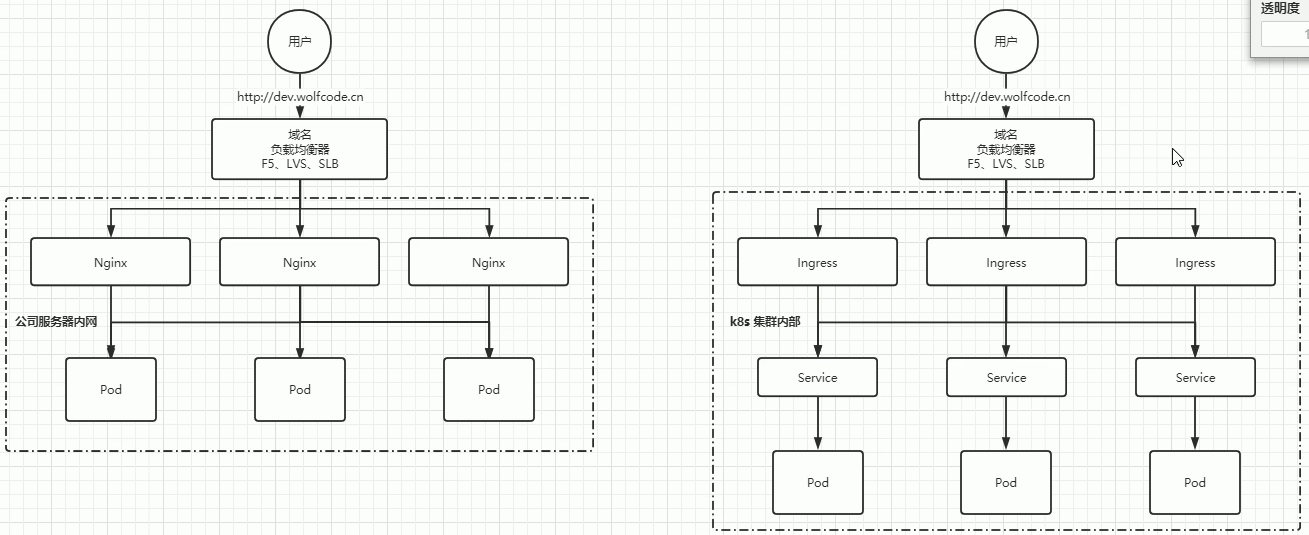 用户
http://dev.wolfcode.cn
域名
负载均衡器
F5、LVS、SLB
Nginx
Nginx
Nginx
公司服务器内网
Pod
Pod
Pod
用户
http://dev.wolfcode.cn
域名
负载均衡器
F5、LVS、SLB
Ingress
Ingress
Ingress
k8s 集群内部
Service
Service
Service
Pod
Pod
Pod
透明度